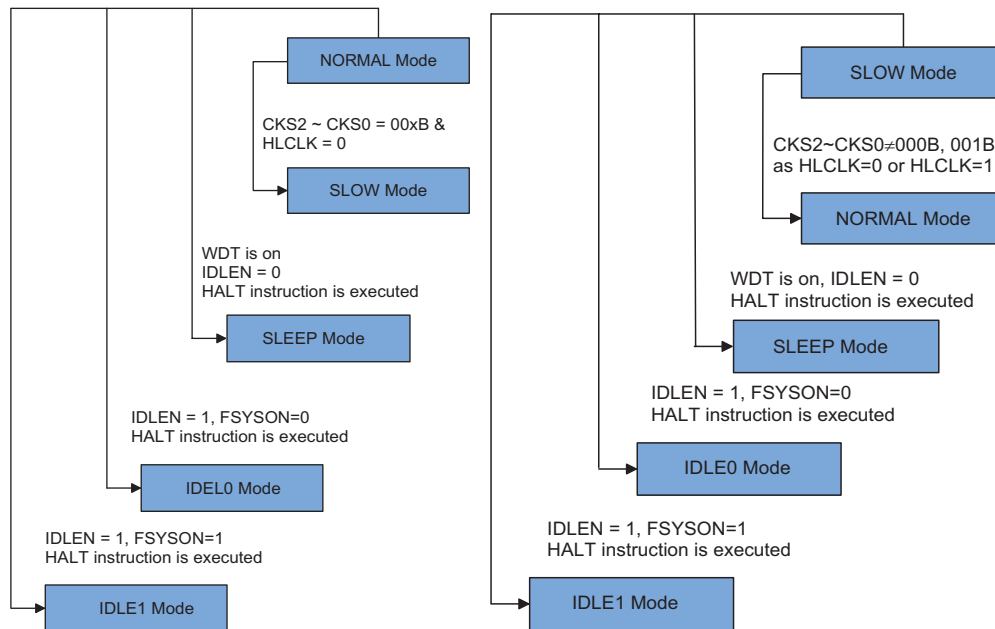 NORMAL Mode
CKS2 ~ CKS0 = 00xB &
HLCLK = 0
SLOW Mode
WDT is on
IDLEN = 0
HALT instruction is executed
SLEEP Mode
IDLEN = 1, FSYSON=0
HALT instruction is executed
IDEL0 Mode
IDLEN = 1, FSYSON=1
HALT instruction is executed
IDLE1 Mode
SLOW Mode
CKS2~CKS0≠000B, 001B
as HLCLK=0 or HLCLK=1
NORMAL Mode
WDT is on, IDLEN = 0
HALT instruction is executed
SLEEP Mode
IDLEN = 1, FSYSON=0
HALT instruction is executed
IDLE0 Mode
IDLEN = 1, FSYSON=1
HALT instruction is executed
IDLE1 Mode